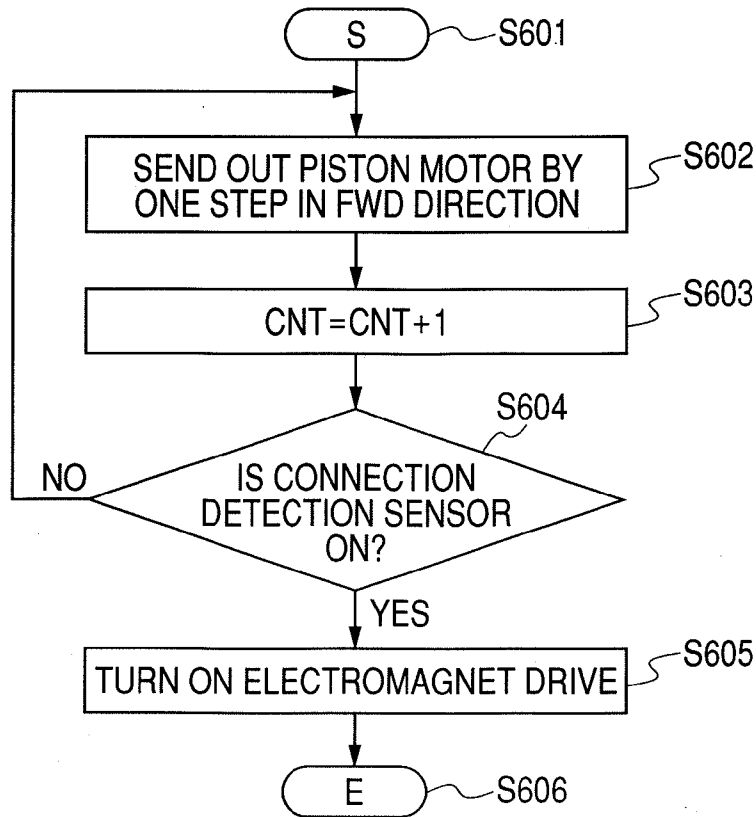 S
S601
SEND OUT PISTON MOTOR BY
ONE STEP IN FWD DIRECTION
S602
CNT=CNT+1
S603
S604
IS CONNECTION
DETECTION SENSOR
ON?
NO
YES
TURN ON ELECTROMAGNET DRIVE
S605
E
S606